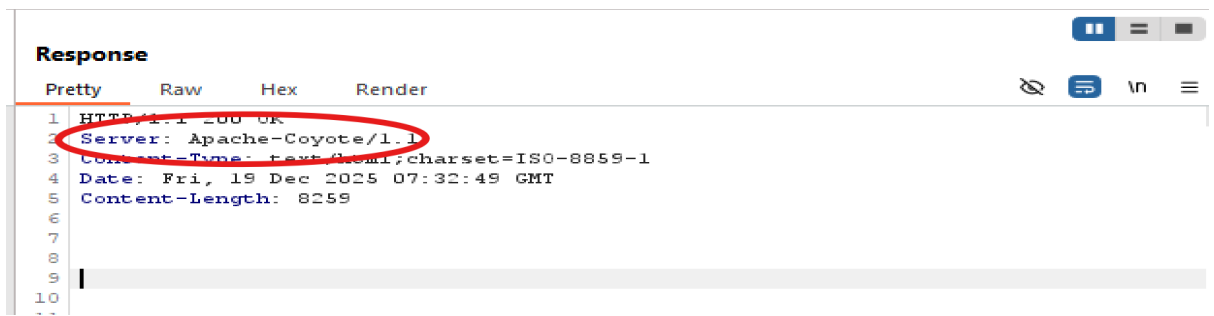 Response
Pretty Raw Hex Render \n
1 HTTP/1.1 200 OK
2 Server: Apache-Coyote/1.1
3 Content-Type: text/html;charset=ISO-8859-1
4 Date: Fri, 19 Dec 2025 07:32:49 GMT
5 Content-Length: 8259
6
7
8
9
10
11